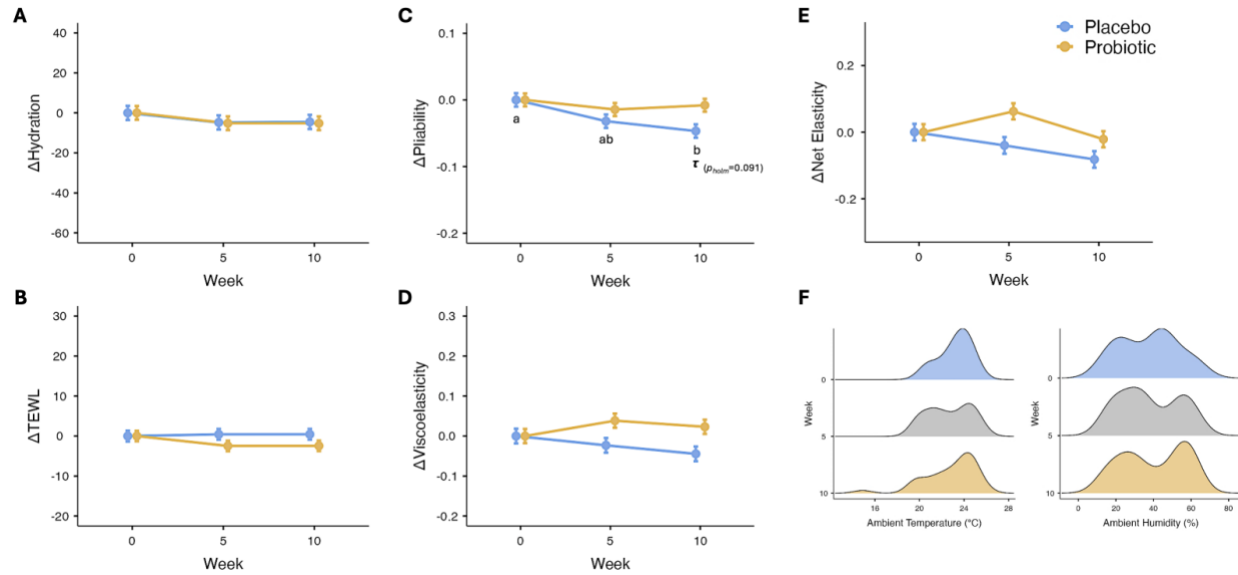 A
ΔHydration
40
20
0
-20
-40
-60
0 5 10
Week
B
ΔTEWL
30
20
10
0
-10
-20
0 5 10
Week
C
ΔPliability
0.1
0.0
-0.1
-0.2
a
ab
b
τ (pholm=0.091)
0 5 10
Week
D
ΔViscoelasticity
0.3
0.2
0.1
0.0
-0.1
-0.2
0 5 10
Week
E
Placebo
Probiotic
ΔNet Elasticity
0.2
0.0
-0.2
0 5 10
Week
F
Week
0
5
10
16 20 24 28
Ambient Temperature (°C)
Week
0
5
10
0 20 40 60 80
Ambient Humidity (%)